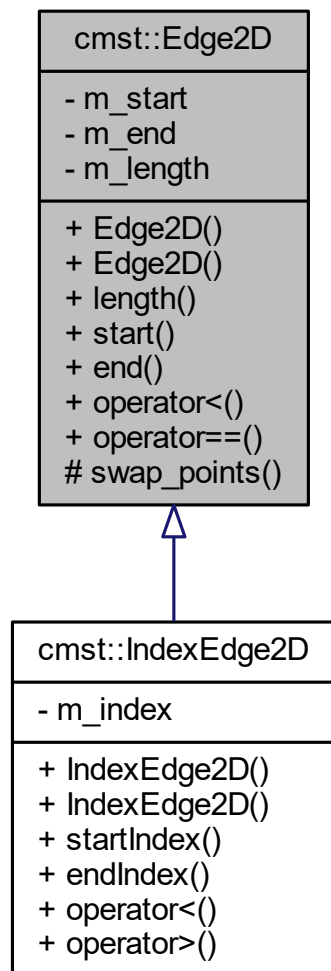 cmst::Edge2D
- m_start
- m_end
- m_length
+ Edge2D()
+ Edge2D()
+ length()
+ start()
+ end()
+ operator<()
+ operator==()
# swap_points()
cmst::IndexEdge2D
- m_index
+ IndexEdge2D()
+ IndexEdge2D()
+ startIndex()
+ endIndex()
+ operator<()
+ operator>()